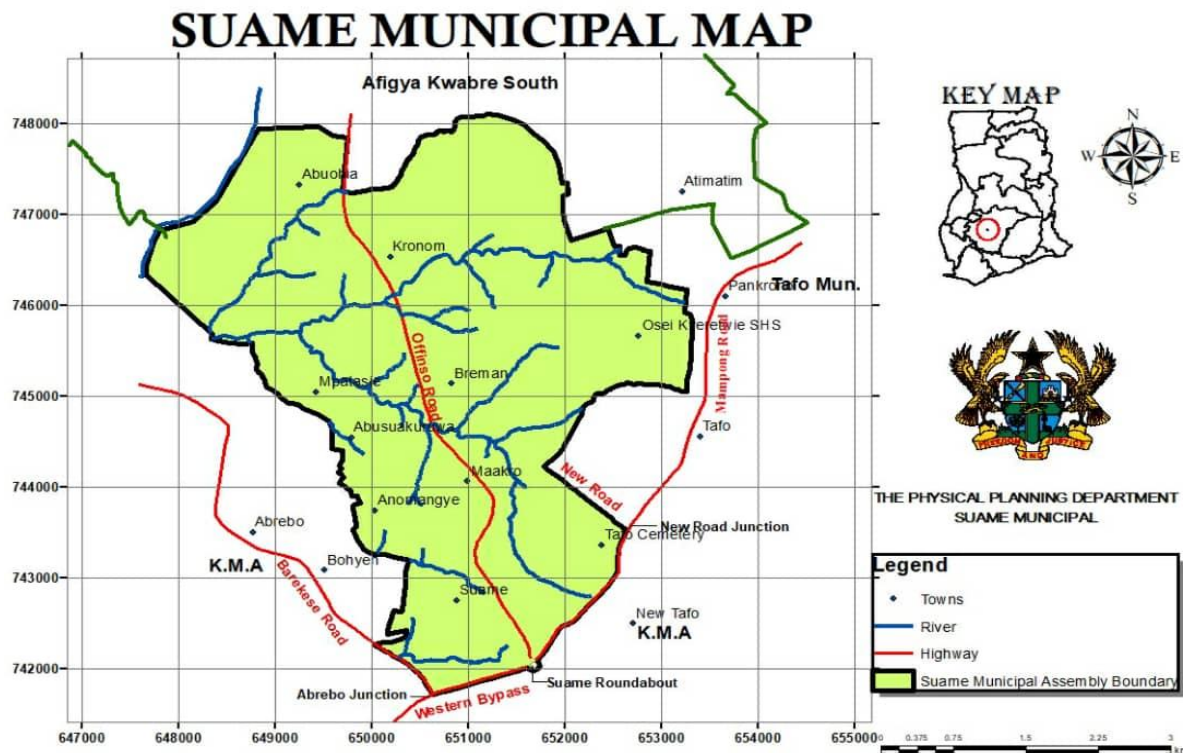 SUAME MUNICIPAL MAP
Afigya Kwabre South
748000
747000
746000
745000
744000
743000
742000
Abuohia
Atimatim
Kronom
Pankrono
Tafo Mun.
Osei Kyeretwie SHS
Offinso Road
Mampong Road
Breman
Mpatasie
Abusuakuruwa
Tafo
Maakro
New Road
Anomangye
New Road Junction
Abrebo
Tafo Cemetery
K.M.A
Bohyen
Suame
Barekese Road
New Tafo
K.M.A
Suame Roundabout
Abrebo Junction
Western Bypass
647000
648000
649000
650000
651000
652000
653000
654000
655000
KEY MAP
N
W
E
S
FREEDOM
AND
JUSTICE
THE PHYSICAL PLANNING DEPARTMENT
SUAME MUNICIPAL
Legend
Towns
River
Highway
Suame Municipal Assembly Boundary
0 0.375 0.75 1.5 2.25 3